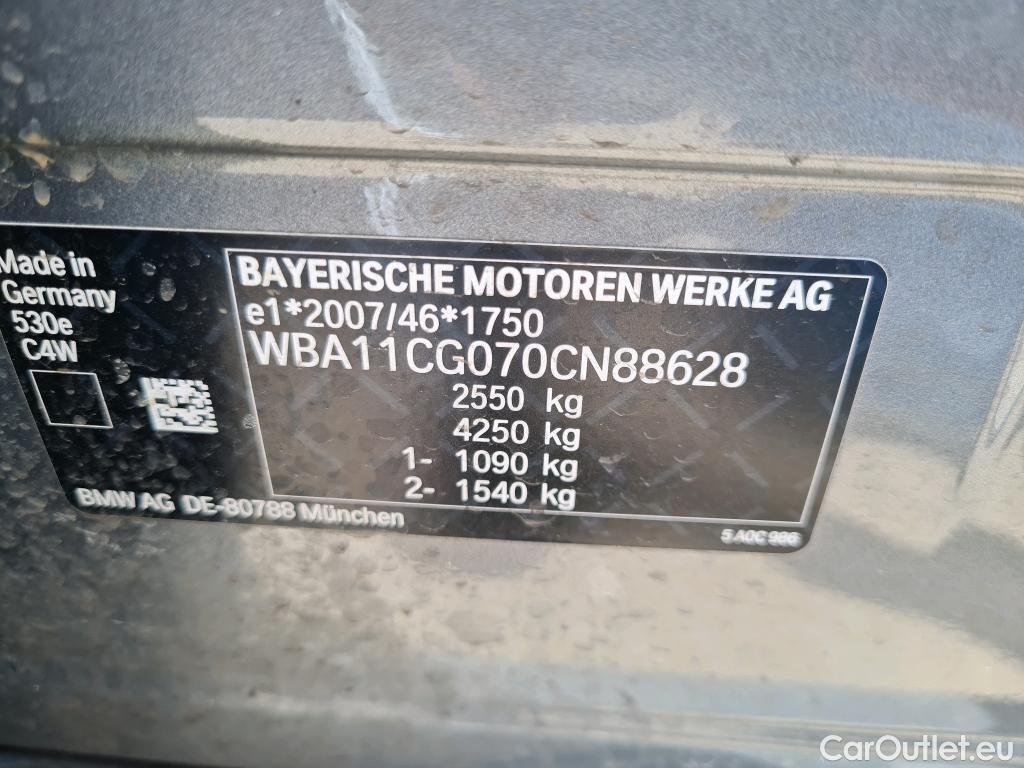 Made in
Germany
530e
C4W
BAYERISCHE MOTOREN WERKE AG
e1*2007/46*1750
WBA11CG070CN88628
2550 kg
4250 kg
1- 1090 kg
2- 1540 kg
BMW AG DE-80788 München
5 A0C 986
CarOutlet.eu